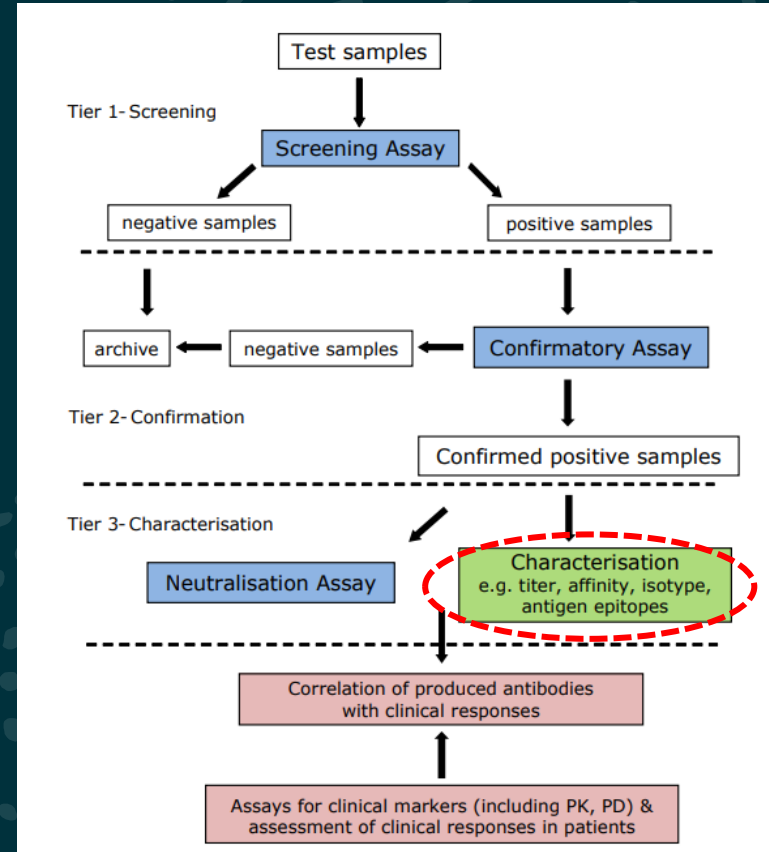 Test samples
Tier 1- Screening
Screening Assay
negative samples
positive samples
archive
negative samples
Confirmatory Assay
Tier 2- Confirmation
Confirmed positive samples
Tier 3- Characterisation
Neutralisation Assay
Characterisation
e.g. titer, affinity, isotype,
antigen epitopes
Correlation of produced antibodies
with clinical responses
Assays for clinical markers (including PK, PD) &
assessment of clinical responses in patients